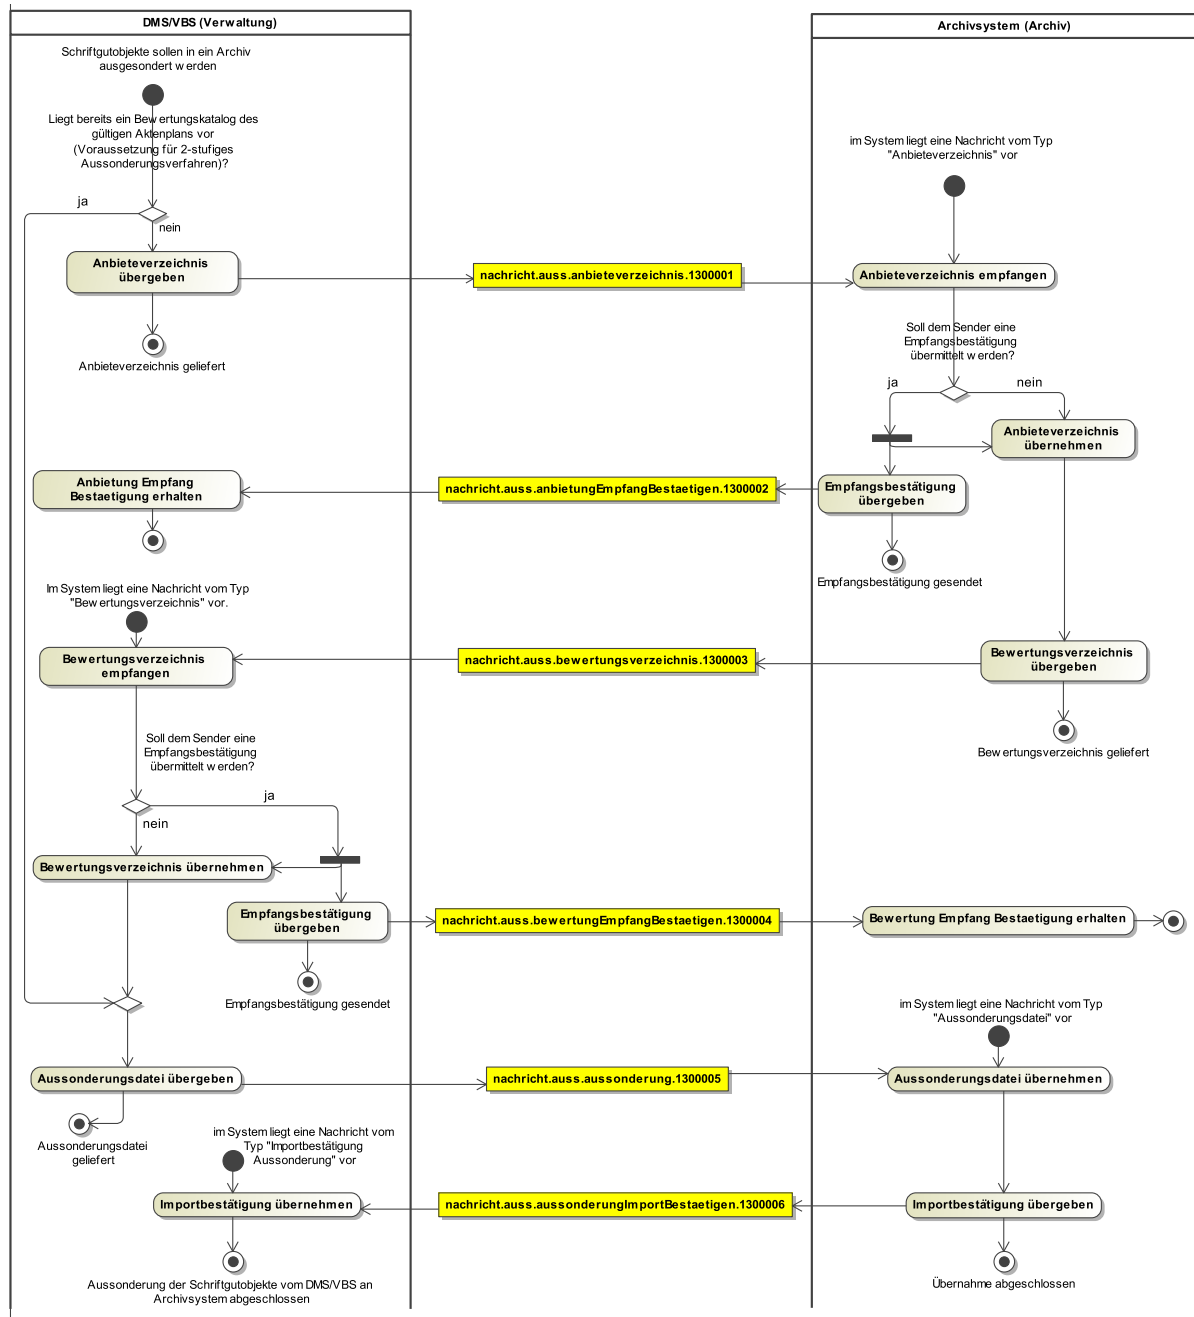 DMS/VBS (Verwaltung)
Archivsystem (Archiv)
Schriftgutobjekte sollen in ein Archiv
ausgesondert werden
Liegt bereits ein Bewertungskatalog des
gültigen Aktenplans vor
(Voraussetzung für 2-stufiges
Aussonderungsverfahren)?
im System liegt eine Nachricht vom Typ
"Anbieteverzeichnis" vor
ja
nein
Anbieteverzeichnis
übergeben
nachricht.auss.anbieteverzeichnis.1300001
Anbieteverzeichnis empfangen
Anbieteverzeichnis geliefert
Soll dem Sender eine
Empfangsbestätigung
übermittelt werden?
ja
nein
Anbieteverzeichnis
übernehmen
Anbietung Empfang
Bestaetigung erhalten
nachricht.auss.anbietungEmpfangBestaetigen.1300002
Empfangsbestätigung
übergeben
Empfangsbestätigung gesendet
Im System liegt eine Nachricht vom Typ
"Bewertungsverzeichnis" vor.
Bewertungsverzeichnis
empfangen
nachricht.auss.bewertungsverzeichnis.1300003
Bewertungsverzeichnis
übergeben
Bewertungsverzeichnis geliefert
Soll dem Sender eine
Empfangsbestätigung
übermittelt werden?
ja
nein
Bewertungsverzeichnis übernehmen
Empfangsbestätigung
übergeben
nachricht.auss.bewertungEmpfangBestaetigen.1300004
Bewertung Empfang Bestaetigung erhalten
Empfangsbestätigung gesendet
im System liegt eine Nachricht vom Typ
"Aussonderungsdatei" vor
Aussonderungsdatei übergeben
nachricht.auss.aussonderung.1300005
Aussonderungsdatei übernehmen
Aussonderungsdatei
geliefert
im System liegt eine Nachricht vom
Typ "Importbestätigung
Aussonderung" vor
Importbestätigung übernehmen
nachricht.auss.aussonderungImportBestaetigen.1300006
Importbestätigung übergeben
Aussonderung der Schriftgutobjekte vom DMS/VBS an
Archivsystem abgeschlossen
Übernahme abgeschlossen